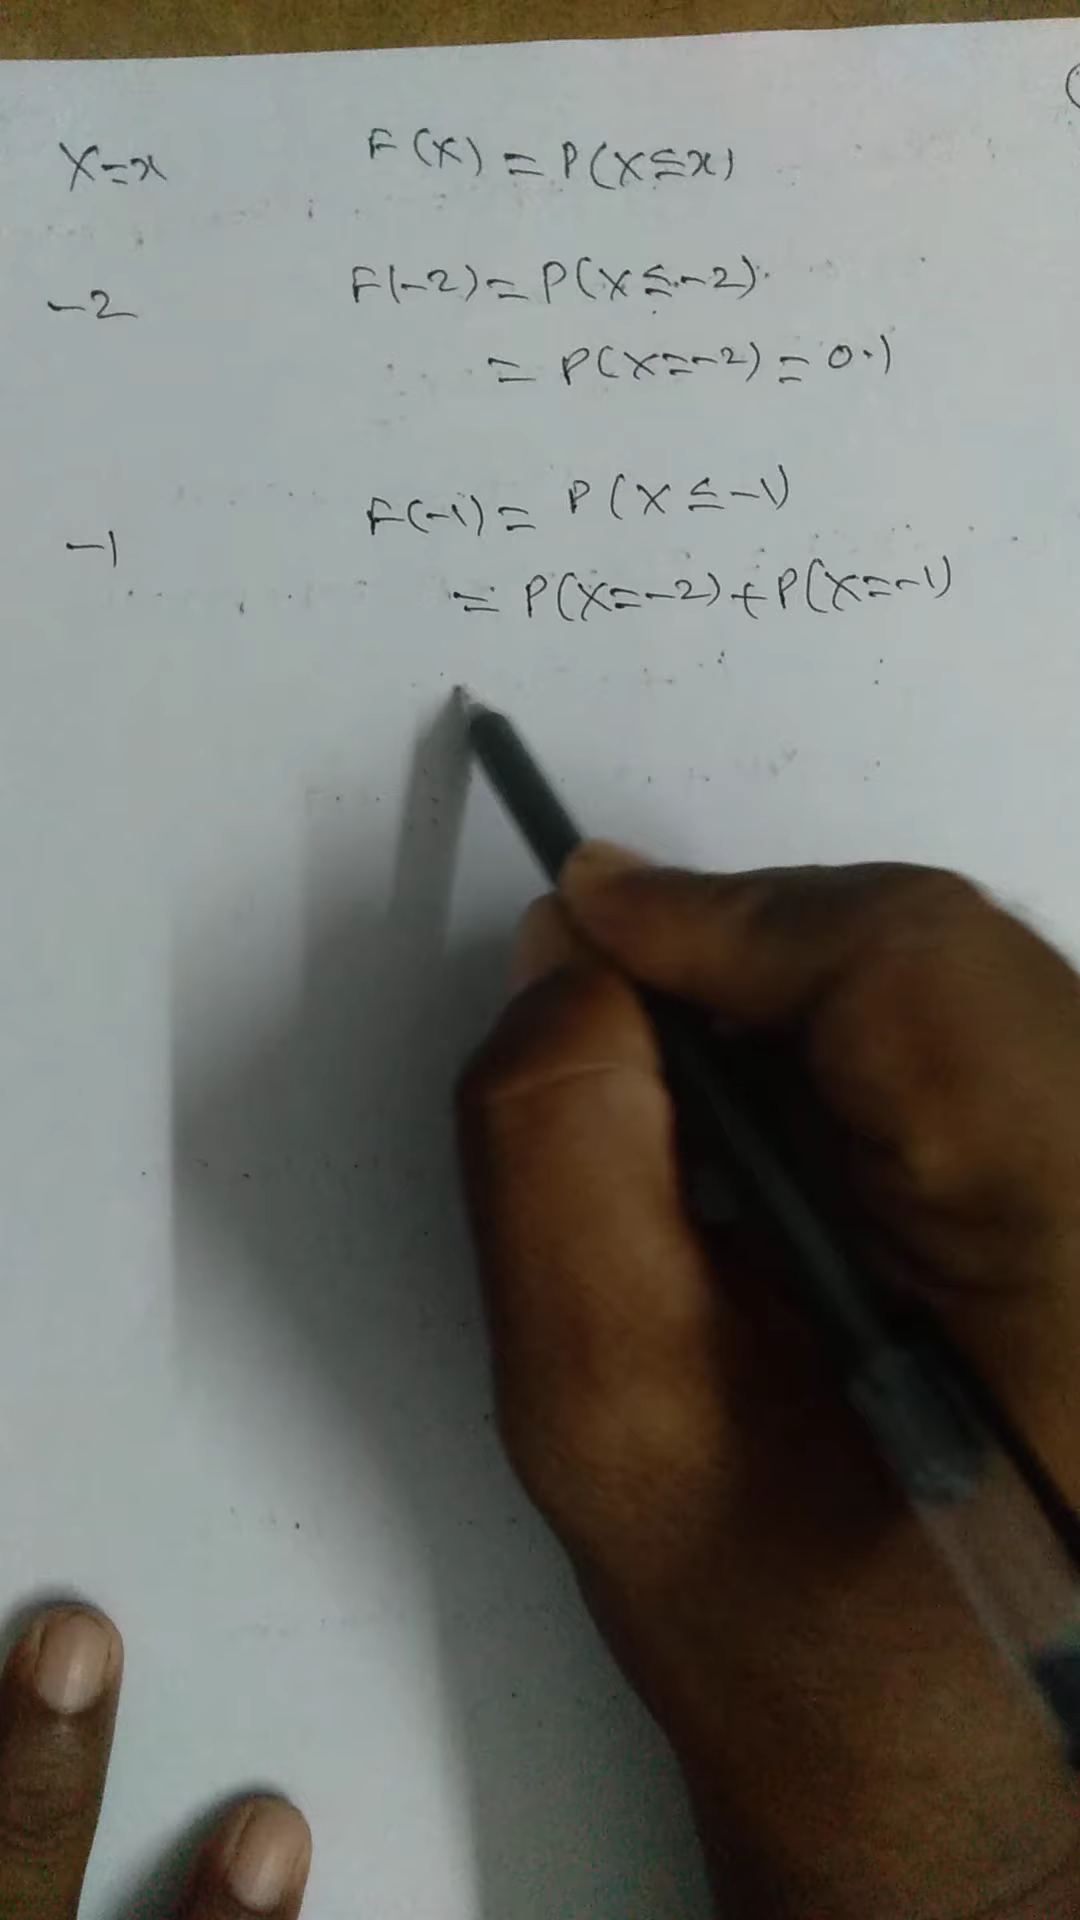 X=x F(X) = P(X≤x)
-2 F(-2) = P(X≤-2)
= P(X=-2) = 0.1
-1 F(-1) = P(X≤-1)
= P(X=-2)+P(X=-1)